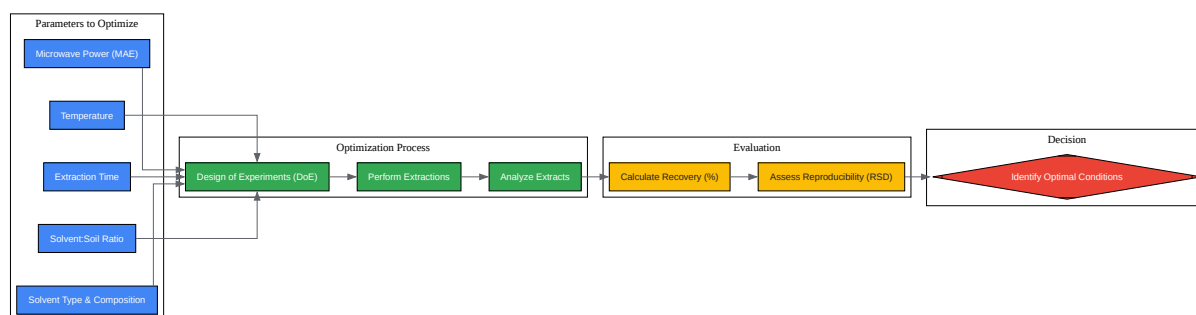 Parameters to Optimize
Microwave Power (MAE)
Temperature
Extraction Time
Solvent:Soil Ratio
Solvent Type & Composition
Optimization Process
Design of Experiments (DoE)
Perform Extractions
Analyze Extracts
Evaluation
Calculate Recovery (%)
Assess Reproducibility (RSD)
Decision
Identify Optimal Conditions